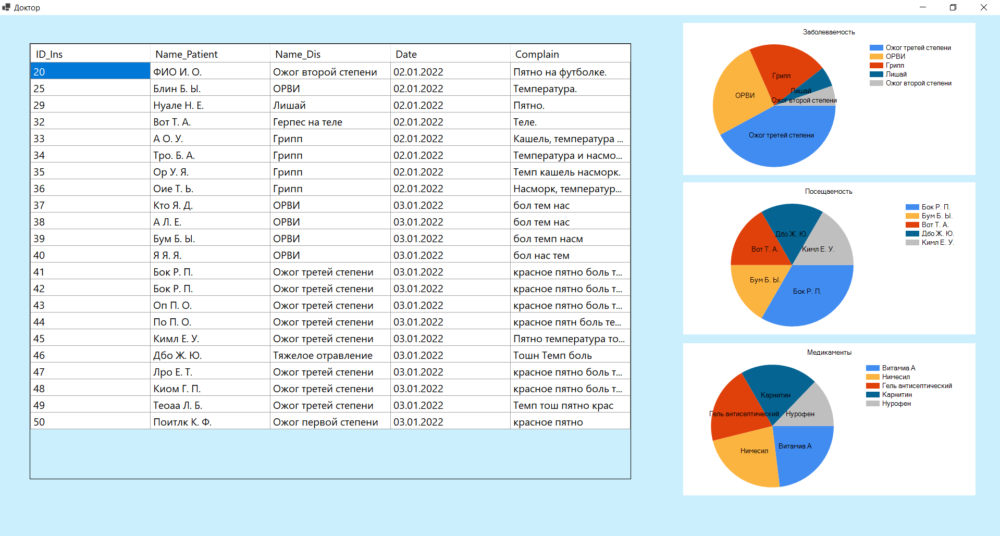 Доктор
ID_Ins Name_Patient Name_Dis Date Complain
20 ФИО И. О. Ожог второй степени 02.01.2022 Пятно на футболке.
25 Блин Б. Ы. ОРВИ 02.01.2022 Температура.
29 Нуале Н. Е. Лишай 02.01.2022 Пятно.
32 Вот Т. А. Герпес на теле 02.01.2022 Теле.
33 А О. У. Грипп 02.01.2022 Кашель, температура ...
34 Тро. Б. А. Грипп 02.01.2022 Температура и насмо...
35 Ор У. Я. Грипп 02.01.2022 Темп кашель насморк.
36 Оие Т. Ь. Грипп 02.01.2022 Насморк, температур...
37 Кто Я. Д. ОРВИ 03.01.2022 бол тем нас
38 А Л. Е. ОРВИ 03.01.2022 бол тем нас
39 Бум Б. Ы. ОРВИ 03.01.2022 бол темп насм
40 Я Я. Я. ОРВИ 03.01.2022 бол нас тем
41 Бок Р. П. Ожог третей степени 03.01.2022 красное пятно боль т...
42 Бок Р. П. Ожог третей степени 03.01.2022 красное пятно боль т...
43 Оп П. О. Ожог третей степени 03.01.2022 красное пятно боль т...
44 По П. О. Ожог третей степени 03.01.2022 красное пятн боль те...
45 Кимл Е. У. Ожог третей степени 03.01.2022 Пятно температура то...
46 Дбо Ж. Ю. Тяжелое отравление 03.01.2022 Тошн Темп боль
47 Лро Е. Т. Ожог третей степени 03.01.2022 красное пятно боль т...
48 Киом Г. П. Ожог третей степени 03.01.2022 красное пятно боль т...
49 Теоаа Л. Б. Ожог третей степени 03.01.2022 Темп тош пятно крас
50 Поитлк К. Ф. Ожог первой степени 03.01.2022 красное пятно
Заболеваемость
Ожог третей степени
ОРВИ
Грипп
Лишай
Ожог второй степени
Грипп
Лишай
ОРВИ
Ожог второй степени
Ожог третей степени
Посещаемость
Бок Р. П.
Бум Б. Ы.
Вот Т. А.
Дбо Ж. Ю.
Кимл Е. У.
Дбо Ж. Ю.
Вот Т. А.
Кимл Е. У.
Бум Б. Ы.
Бок Р. П.
Медикаменты
Витамиа А
Нимесил
Гель антисептический
Карнитин
Нурофен
Карнитин
Гель антисептический
Нурофен
Витамиа А
Нимесил